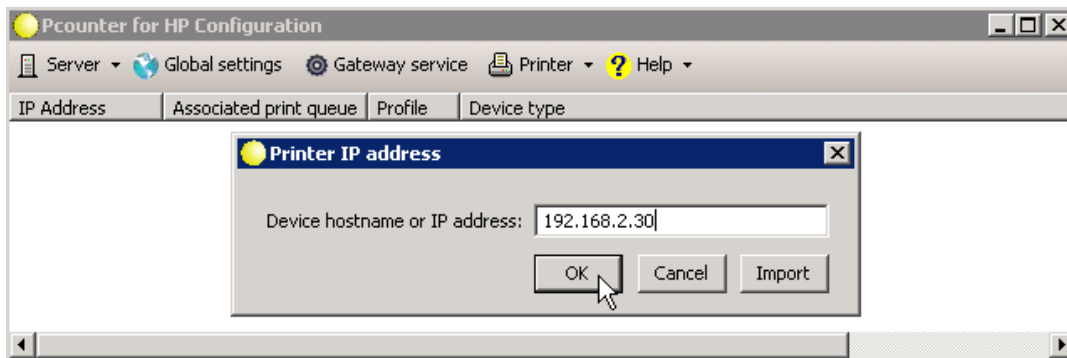 Pcounter for HP Configuration
Server Global settings Gateway service Printer ? Help
IP Address Associated print queue Profile Device type
Printer IP address
Device hostname or IP address: 192.168.2.30
OK Cancel Import